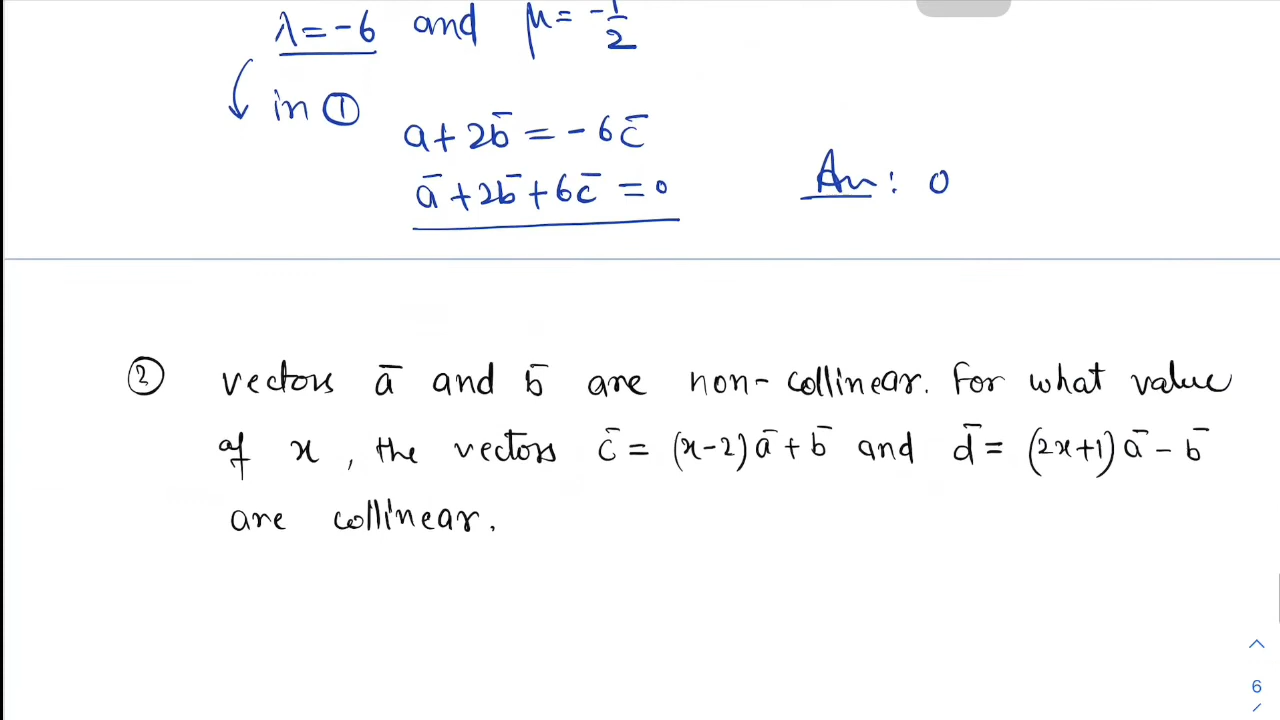 λ = -6 and μ = -1/2
in ①
a + 2b̄ = -6c̄
ā + 2b̄ + 6c̄ = 0 An: 0
② vectors ā and b̄ are non-collinear. For what value
of x, the vectors c̄ = (x-2)ā + b̄ and d̄ = (2x+1)ā - b̄
are collinear.
6